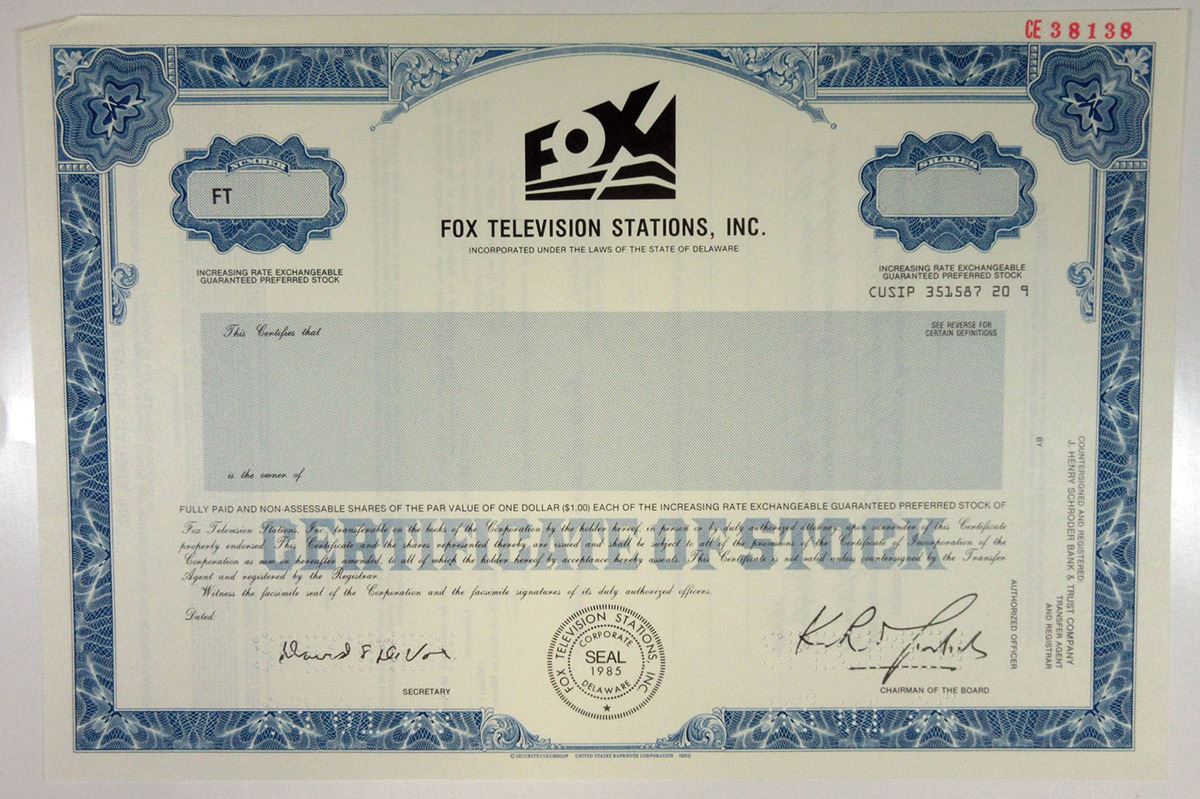 CE 38138
NUMBER
SHARES
FT
FOX
FOX TELEVISION STATIONS, INC.
INCORPORATED UNDER THE LAWS OF THE STATE OF DELAWARE
INCREASING RATE EXCHANGEABLE
GUARANTEED PREFERRED STOCK
INCREASING RATE EXCHANGEABLE
GUARANTEED PREFERRED STOCK
CUSIP 351587 20 9
This Certifies that
SEE REVERSE FOR
CERTAIN DEFINITIONS
is the owner of
FULLY PAID AND NON-ASSESSABLE SHARES OF THE PAR VALUE OF ONE DOLLAR ($1.00) EACH OF THE INCREASING RATE EXCHANGEABLE GUARANTEED PREFERRED STOCK OF
CERTIFICATE OF STOCK
Fox Television Stations, Inc., transferable on the books of the Corporation by the holder hereof, in person or by duly authorized attorney, upon surrender of this Certificate
properly endorsed. This Certificate and the shares represented thereby are issued and shall be subject to all of the provisions of the Certificate of Incorporation of the
Corporation as now or hereafter amended, to all of which the holder hereof by acceptance hereby assents. This Certificate is not valid unless countersigned by the Transfer
Agent and registered by the Registrar.
Witness the facsimile seal of the Corporation and the facsimile signatures of its duly authorized officers.
Dated:
SECRETARY
FOX TELEVISION STATIONS, INC.
CORPORATE
SEAL
1985
DELAWARE
CHAIRMAN OF THE BOARD
COUNTERSIGNED AND REGISTERED:
J. HENRY SCHRODER BANK & TRUST COMPANY
TRANSFER AGENT
AND REGISTRAR
BY
AUTHORIZED OFFICER
© SECURITY-COLUMBIAN UNITED STATES BANKNOTE CORPORATION